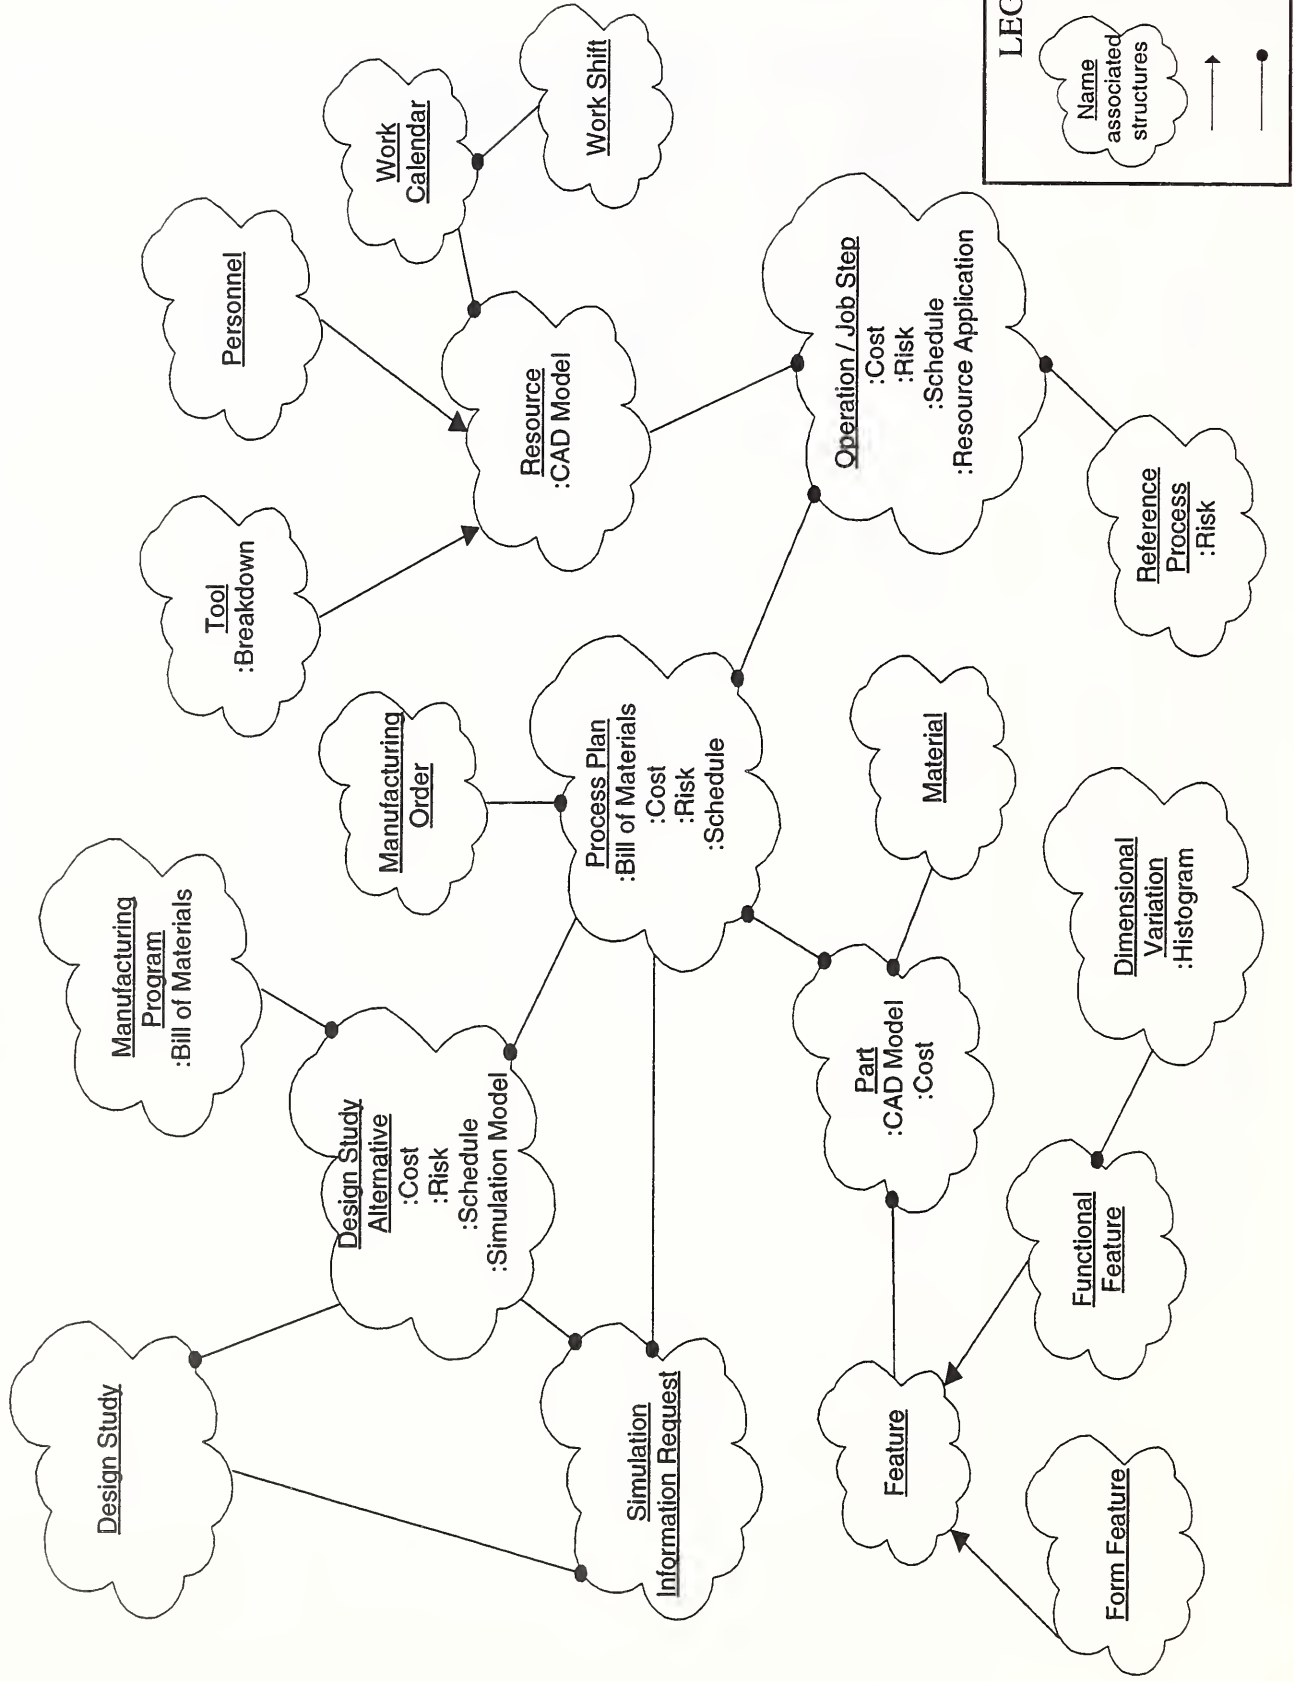 Design Study
Manufacturing
Program
:Bill of Materials
Tool
:Breakdown
Personnel
Design Study
Alternative
:Cost
:Risk
:Schedule
:Simulation Model
Manufacturing
Order
Work
Calendar
Resource
:CAD Model
Work Shift
Simulation
Information Request
Process Plan
:Bill of Materials
:Cost
:Risk
:Schedule
Operation / Job Step
:Cost
:Risk
:Schedule
:Resource Application
Feature
Part
:CAD Model
:Cost
Material
Form Feature
Functional
Feature
Dimensional
Variation
:Histogram
Reference
Process
:Risk
LEG
Name
associated
structures